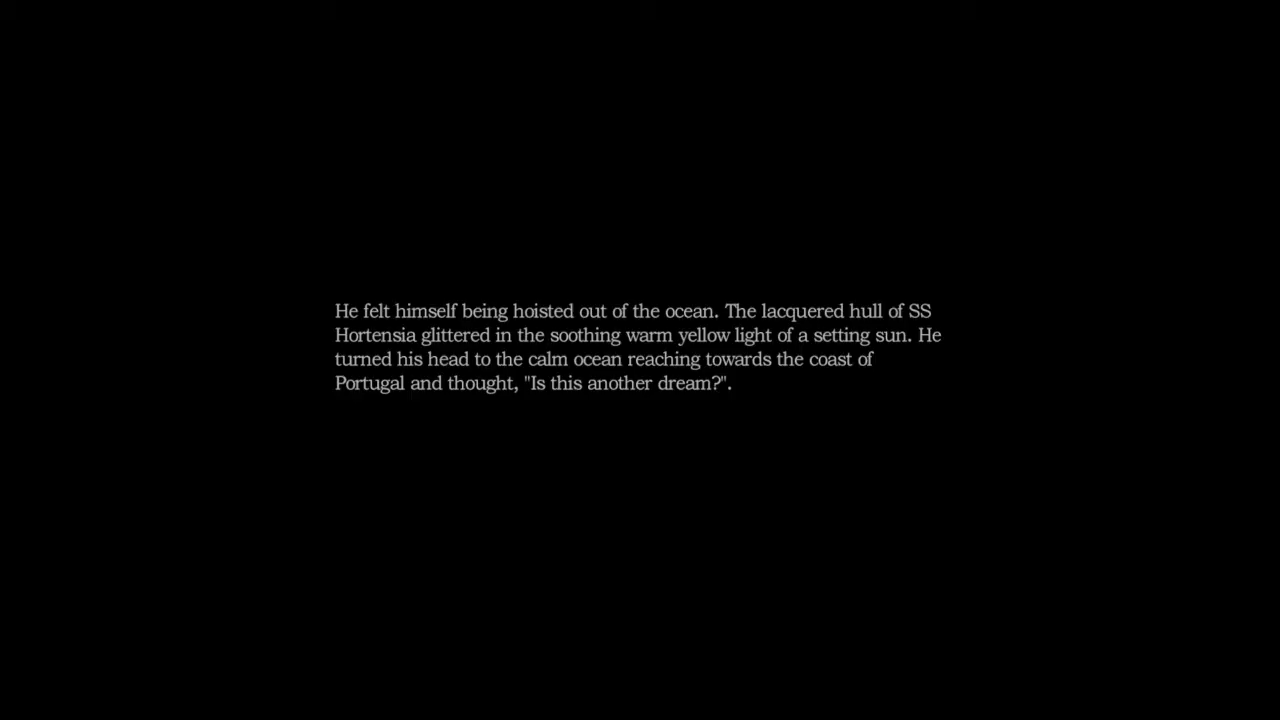 He felt himself being hoisted out of the ocean. The lacquered hull of SS
Hortensia glittered in the soothing warm yellow light of a setting sun. He
turned his head to the calm ocean reaching towards the coast of
Portugal and thought, "Is this another dream?".